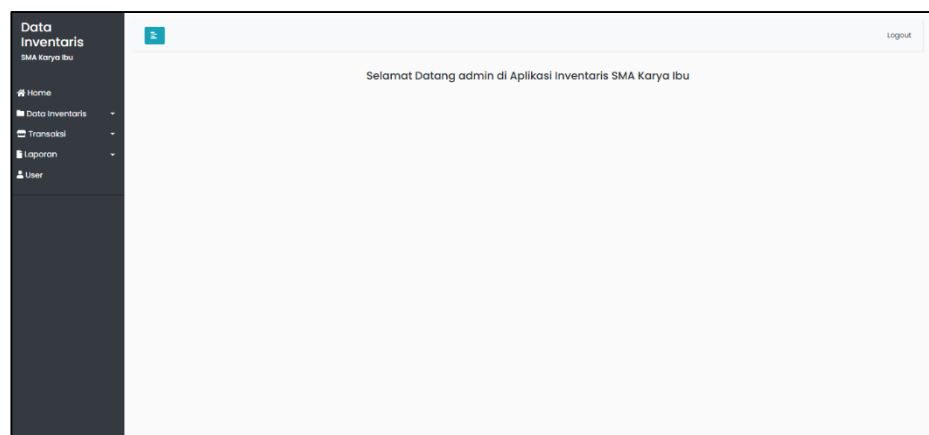 Data
Inventaris
SMA Karya Ibu
Home
Data Inventaris
Transaksi
Laporan
User
Logout
Selamat Datang admin di Aplikasi Inventaris SMA Karya Ibu